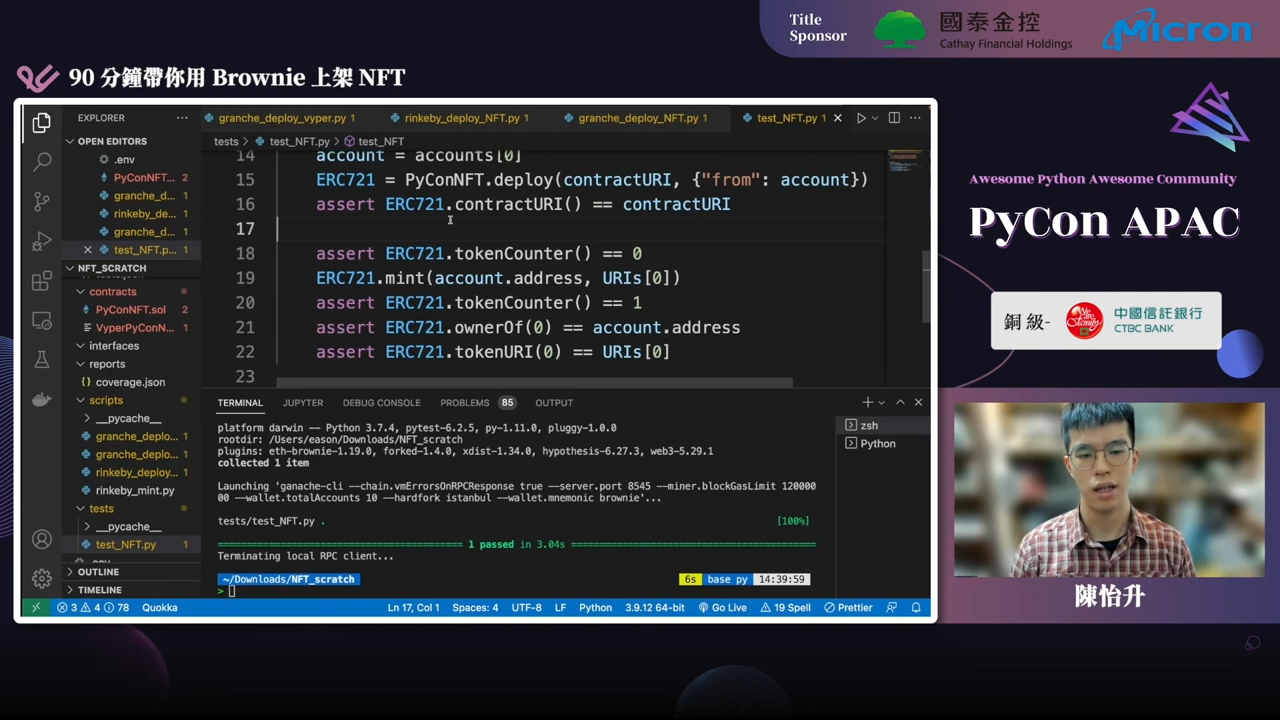 Title
Sponsor
國泰金控
Cathay Financial Holdings
Micron
90 分鐘帶你用 Brownie 上架 NFT
EXPLORER
OPEN EDITORS
.env
PyConNFT... 2
granche_d...
rinkeby_de...
granche_d...
test_NFT.p...
NFT_SCRATCH
contracts
PyConNFT.sol 2
VyperPyConN...
interfaces
reports
coverage.json
scripts
__pycache__
granche_deplo...
granche_deplo...
rinkeby_deploy...
rinkeby_mint.py
tests
__pycache__
test_NFT.py 1
OUTLINE
TIMELINE
granche_deploy_vyper.py 1
rinkeby_deploy_NFT.py 1
granche_deploy_NFT.py 1
test_NFT.py 1
tests > test_NFT.py > test_NFT
14 account = accounts[0]
15 ERC721 = PyConNFT.deploy(contractURI, {"from": account})
16 assert ERC721.contractURI() == contractURI
17
18 assert ERC721.tokenCounter() == 0
19 ERC721.mint(account.address, URIs[0])
20 assert ERC721.tokenCounter() == 1
21 assert ERC721.ownerOf(0) == account.address
22 assert ERC721.tokenURI(0) == URIs[0]
23
TERMINAL JUPYTER DEBUG CONSOLE PROBLEMS 85 OUTPUT
platform darwin -- Python 3.7.4, pytest-6.2.5, py-1.11.0, pluggy-1.0.0
rootdir: /Users/eason/Downloads/NFT_scratch
plugins: eth-brownie-1.19.0, forked-1.4.0, xdist-1.34.0, hypothesis-6.27.3, web3-5.29.1
collected 1 item
Launching 'ganache-cli --chain.vmErrorsOnRPCResponse true --server.port 8545 --miner.blockGasLimit 120000
00 --wallet.totalAccounts 10 --hardfork istanbul --wallet.mnemonic brownie'...
tests/test_NFT.py . [100%]
1 passed in 3.04s
Terminating local RPC client...
~/Downloads/NFT_scratch 6s base py 14:39:59
>
zsh
Python
3 4 78 Quokka Ln 17, Col 1 Spaces: 4 UTF-8 LF Python 3.9.12 64-bit Go Live 19 Spell Prettier
Awesome Python Awesome Community
PyCon APAC
銅級-
We are family
中國信託銀行
CTBC BANK
陳怡升